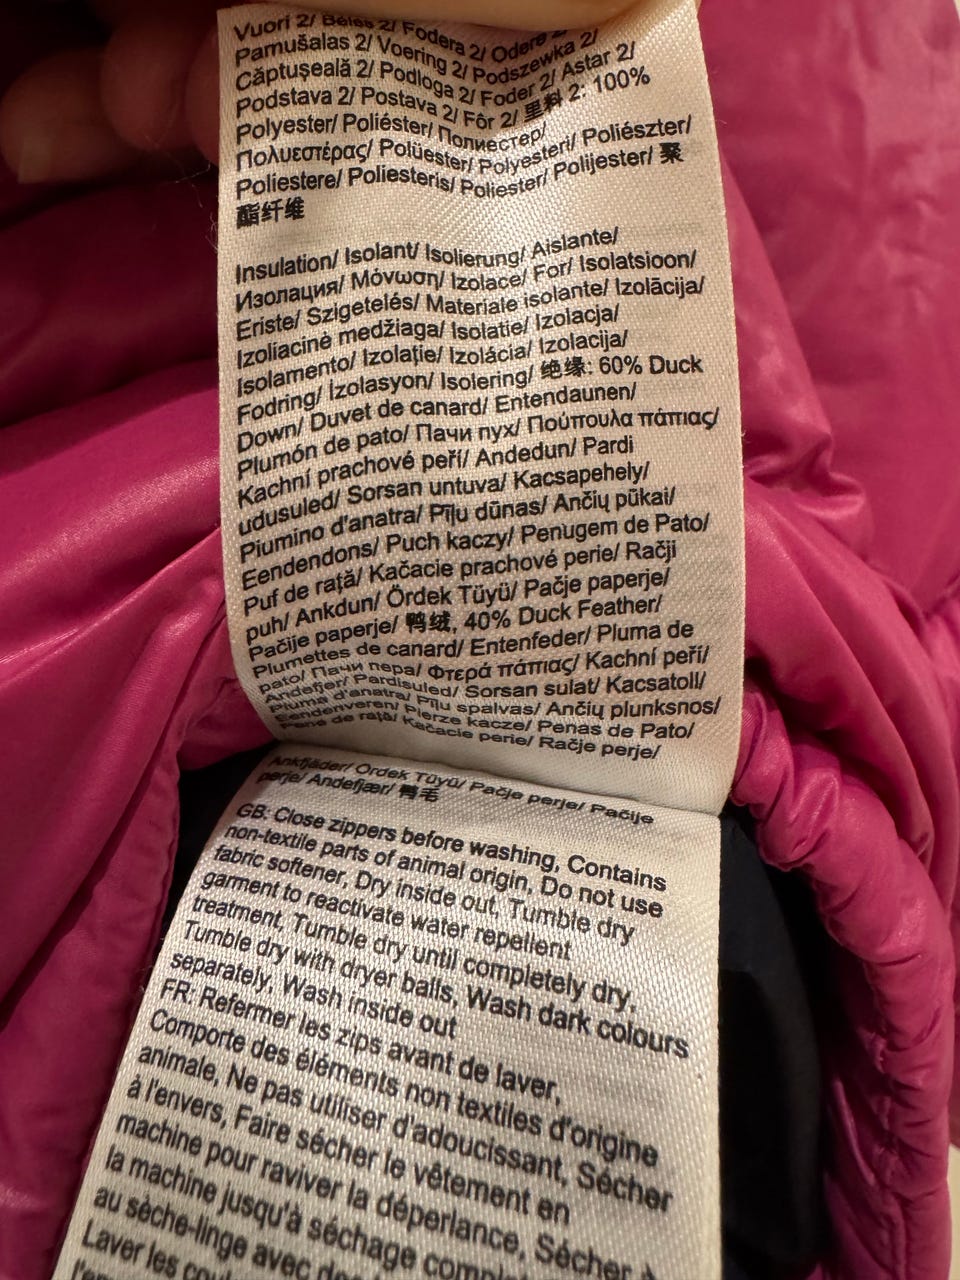 Vuori 2/ Bélés 2/ Fodera 2/ Odere 2/
Pamušalas 2/ Voering 2/ Podszewka 2/
Căptușeală 2/ Podloga 2/ Foder 2/ Astar 2/
Podstava 2/ Postava 2/ Fôr 2/ 里料 2: 100%
Polyester/ Poliéster/ Полиестер/
Πολυεστέρας/ Polüester/ Polyesteri/ Poliészter/
Poliestere/ Poliesteris/ Poliester/ Polijester/ 聚
酯纤维
Insulation/ Isolant/ Isolierung/ Aislante/
Изолация/ Μόνωση/ Izolace/ For/ Isolatsioon/
Eriste/ Szigetelés/ Materiale isolante/ Izolācija/
Izoliacinė medžiaga/ Isolatie/ Izolacja/
Isolamento/ Izolație/ Izolácia/ Izolacija/
Fodring/ İzolasyon/ Isolering/ 绝缘: 60% Duck
Down/ Duvet de canard/ Entendaunen/
Plumón de pato/ Пачи пух/ Πούπουλα πάπιας/
Kachní prachové peří/ Andedun/ Pardi
udusuled/ Sorsan untuva/ Kacsapehely/
Piumino d'anatra/ Pīļu dūnas/ Ančių pūkai/
Eendendons/ Puch kaczy/ Penugem de Pato/
Puf de rață/ Kačacie prachové perie/ Račji
puh/ Ankdun/ Ördek Tüyü/ Pačje paperje/
Pačije paperje/ 鸭绒, 40% Duck Feather/
Plumettes de canard/ Entenfeder/ Pluma de
pato/ Пачи пера/ Φτερά πάπιας/ Kachní peří/
Andefjer/ Pardisuled/ Sorsan sulat/ Kacsatoll/
Piuma d'anatra/ Pīļu spalvas/ Ančių plunksnos/
Eendenveren/ Pierze kacze/ Penas de Pato/
Pene de rață/ Kačacie perie/ Račje perje/
Ankfjäder/ Ördek Tüyü/ Pačje perje/ Pačije
perje/ Andefjær/ 鸭毛
GB: Close zippers before washing, Contains
non-textile parts of animal origin, Do not use
fabric softener, Dry inside out, Tumble dry
garment to reactivate water repellent
treatment, Tumble dry until completely dry,
Tumble dry with dryer balls, Wash dark colours
separately, Wash inside out
FR: Refermer les zips avant de laver,
Comporte des éléments non textiles d'origine
animale, Ne pas utiliser d'adoucissant, Sécher
à l'envers, Faire sécher le vêtement en
machine pour raviver la déperlance, Sécher à
la machine jusqu'à séchage
au sèche-linge avec des
Laver les